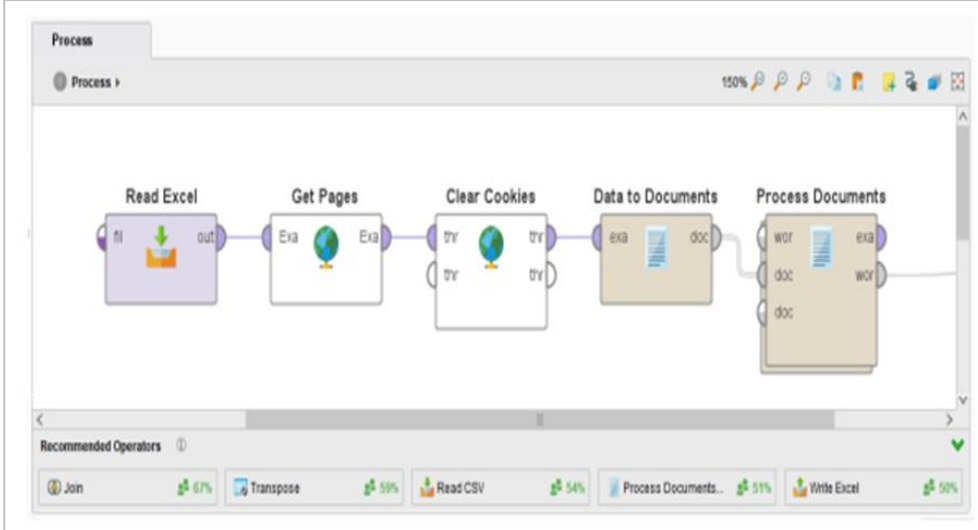 Process
Process
150%
Read Excel
Get Pages
Clear Cookies
Data to Documents
Process Documents
fil
out
Exa
Exa
thr
thr
thr
thr
exa
doc
wor
exa
doc
wor
doc
Recommended Operators
Join 67%
Transpose 59%
Read CSV 54%
Process Documents... 51%
Write Excel 50%